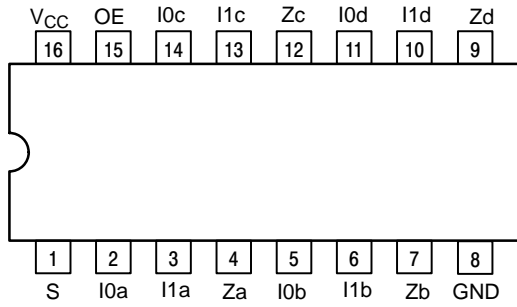 VCC OE I0c I1c Zc I0d I1d Zd
16 15 14 13 12 11 10 9
1 2 3 4 5 6 7 8
S I0a I1a Za I0b I1b Zb GND